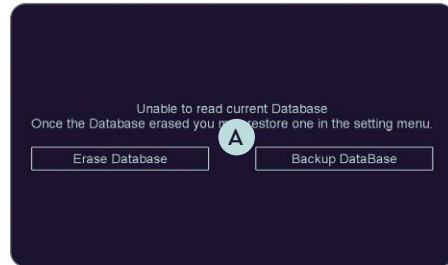 Unable to read current Database
Once the Database erased you restore one in the setting menu.
A
Erase Database
Backup DataBase